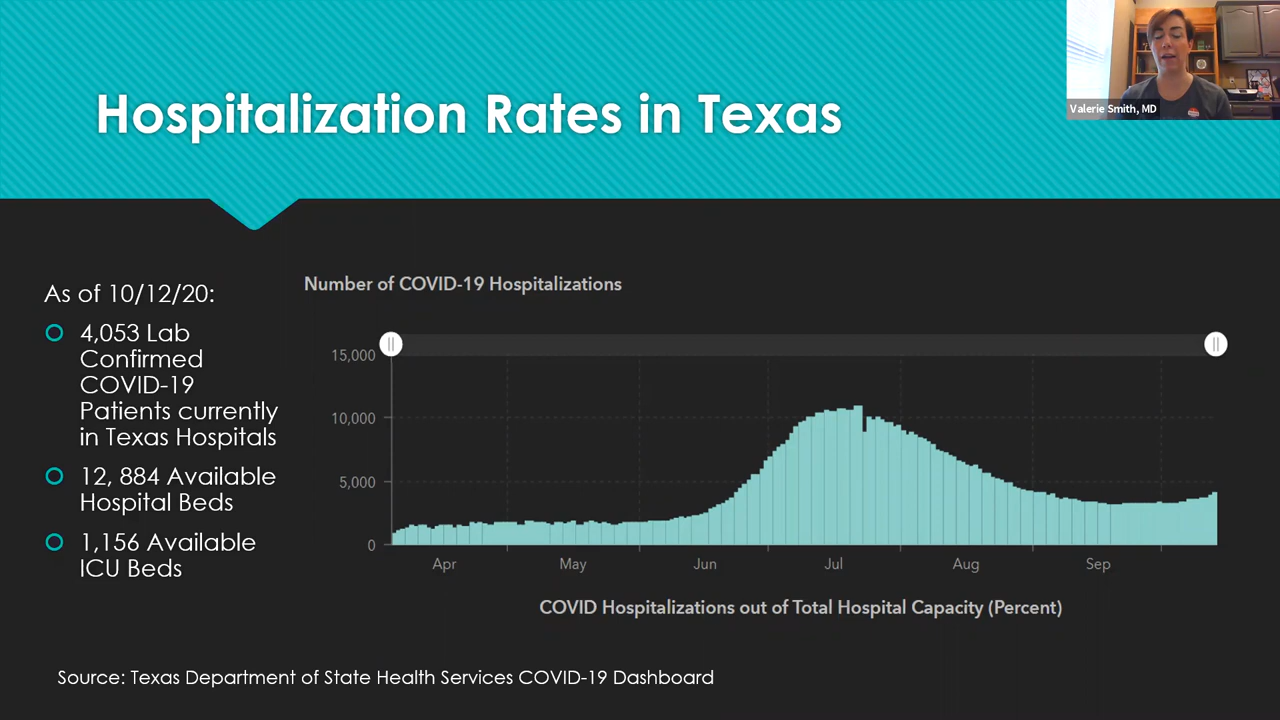 Hospitalization Rates in Texas
Valerie Smith, MD
As of 10/12/20:
4,053 Lab
Confirmed
COVID-19
Patients currently
in Texas Hospitals
12, 884 Available
Hospital Beds
1,156 Available
ICU Beds
Number of COVID-19 Hospitalizations
15,000
10,000
5,000
0
Apr May Jun Jul Aug Sep
COVID Hospitalizations out of Total Hospital Capacity (Percent)
Source: Texas Department of State Health Services COVID-19 Dashboard